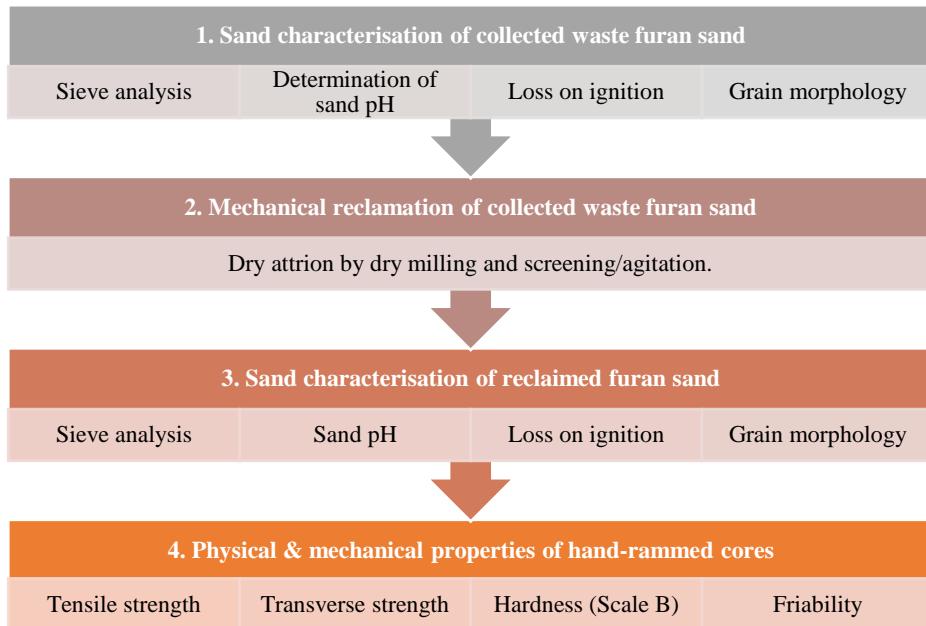 1. Sand characterisation of collected waste furan sand
Sieve analysis
Determination of
sand pH
Loss on ignition
Grain morphology
2. Mechanical reclamation of collected waste furan sand
Dry attrion by dry milling and screening/agitation.
3. Sand characterisation of reclaimed furan sand
Sieve analysis
Sand pH
Loss on ignition
Grain morphology
4. Physical & mechanical properties of hand-rammed cores
Tensile strength
Transverse strength
Hardness (Scale B)
Friability